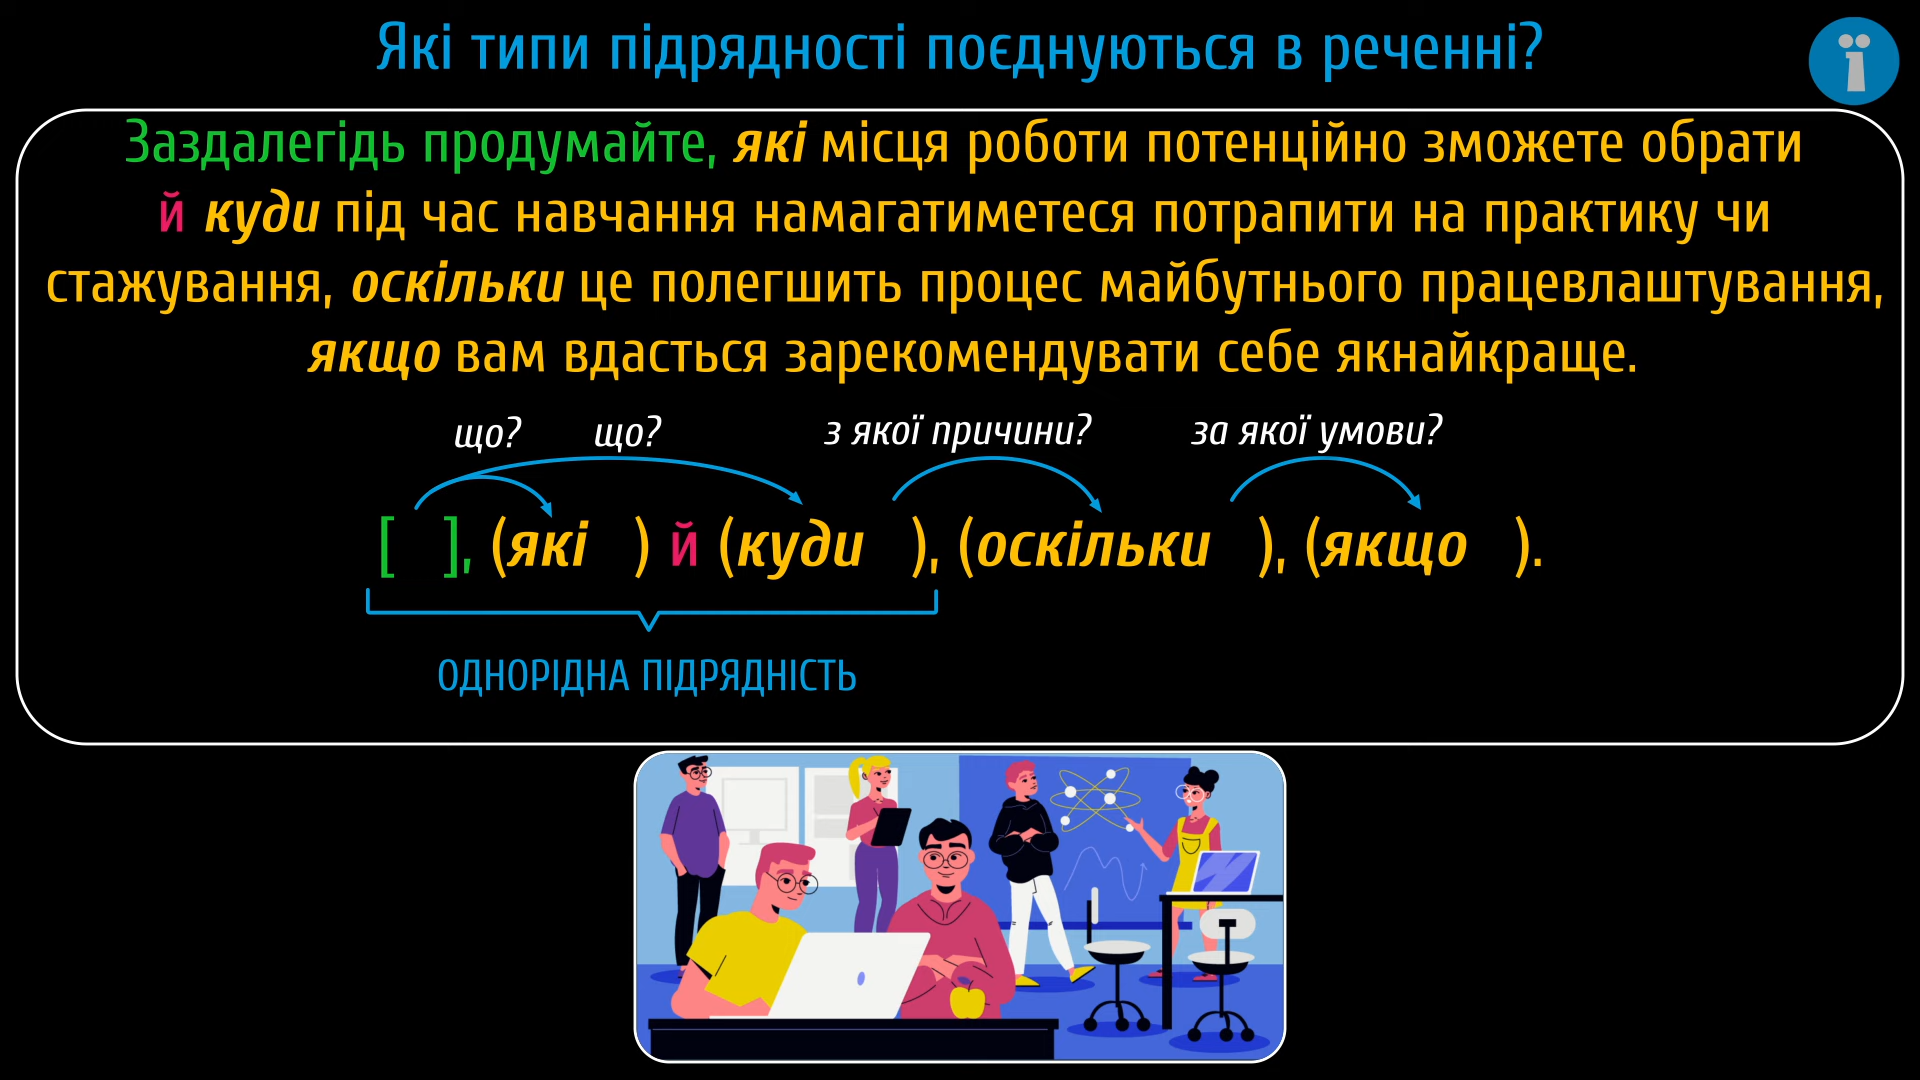 Які типи підрядності поєднуються в реченні?
ї
Заздалегідь продумайте, які місця роботи потенційно зможете обрати
й куди під час навчання намагатиметеся потрапити на практику чи
стажування, оскільки це полегшить процес майбутнього працевлаштування,
якщо вам вдасться зарекомендувати себе якнайкраще.
що? що? з якої причини? за якої умови?
[ ], (які ) й (куди ), (оскільки ), (якщо ).
ОДНОРІДНА ПІДРЯДНІСТЬ